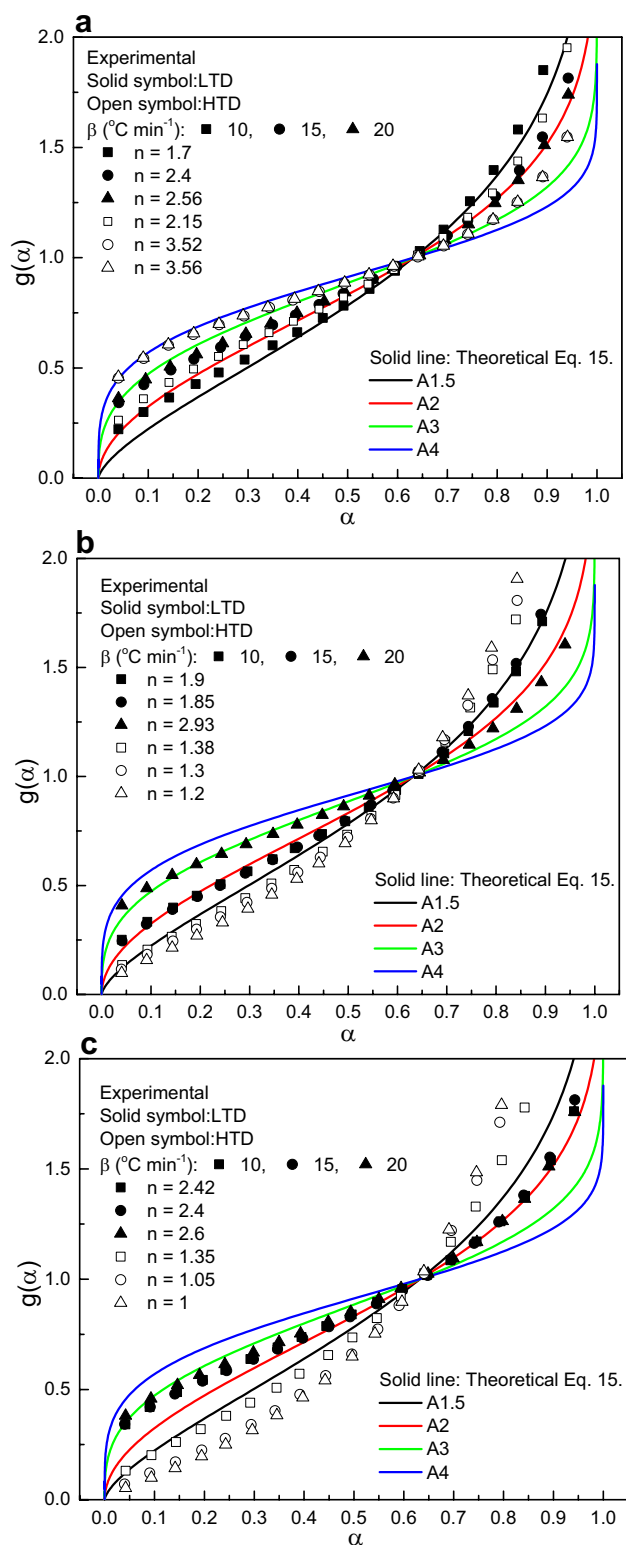 a
2.0
Experimental
Solid symbol:LTD
Open symbol:HTD
β (°C min⁻¹): ■ 10, ● 15, ▲ 20
■ n = 1.7
● n = 2.4
▲ n = 2.56
□ n = 2.15
○ n = 3.52
△ n = 3.56
1.5
1.0
0.5
0.0
g(α)
Solid line: Theoretical Eq. 15.
A1.5
A2
A3
A4
0.0 0.1 0.2 0.3 0.4 0.5 0.6 0.7 0.8 0.9 1.0
α
b
2.0
Experimental
Solid symbol:LTD
Open symbol:HTD
β (°C min⁻¹): ■ 10, ● 15, ▲ 20
■ n = 1.9
● n = 1.85
▲ n = 2.93
□ n = 1.38
○ n = 1.3
△ n = 1.2
1.5
1.0
0.5
0.0
g(α)
Solid line: Theoretical Eq. 15.
A1.5
A2
A3
A4
0.0 0.1 0.2 0.3 0.4 0.5 0.6 0.7 0.8 0.9 1.0
α
c
2.0
Experimental
Solid symbol:LTD
Open symbol:HTD
β (°C min⁻¹): ■ 10, ● 15, ▲ 20
■ n = 2.42
● n = 2.4
▲ n = 2.6
□ n = 1.35
○ n = 1.05
△ n = 1
1.5
1.0
0.5
0.0
g(α)
Solid line: Theoretical Eq. 15.
A1.5
A2
A3
A4
0.0 0.1 0.2 0.3 0.4 0.5 0.6 0.7 0.8 0.9 1.0
α